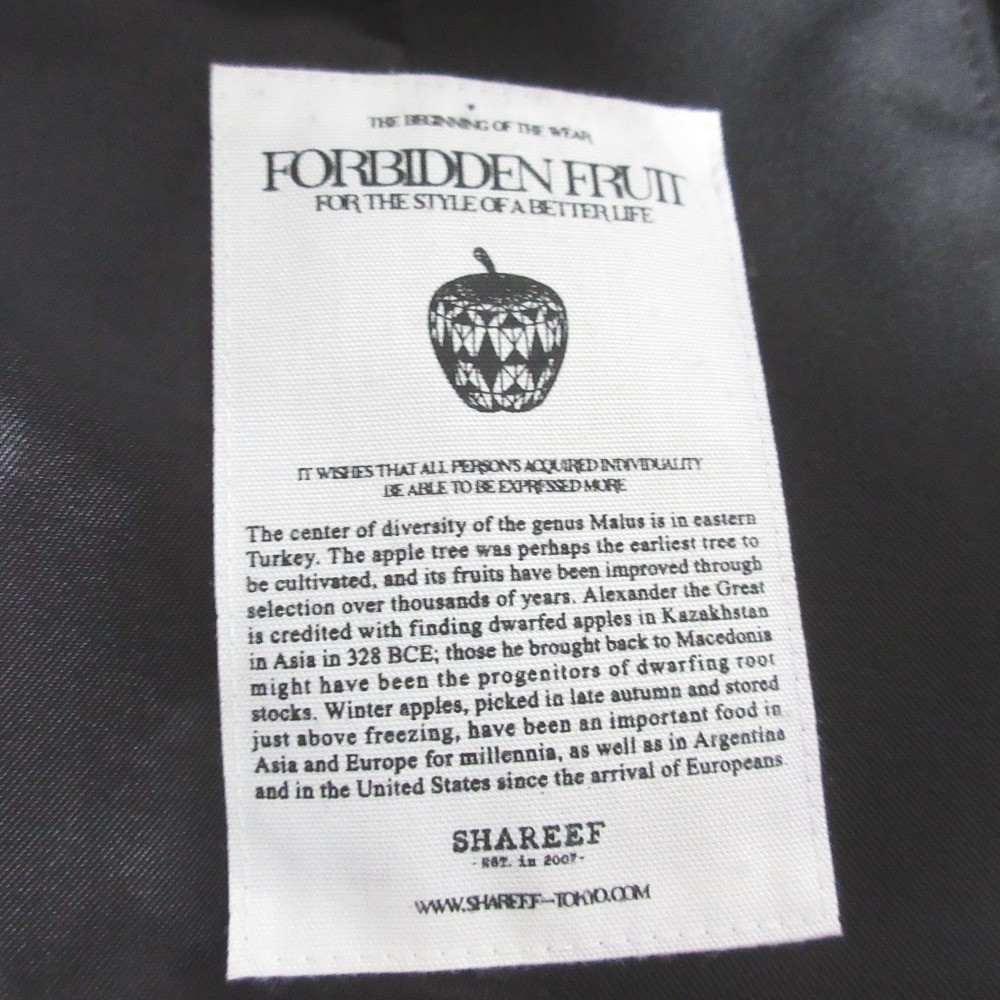 THE BEGINNING OF THE WEAR
FORBIDDEN FRUIT
FOR THE STYLE OF A BETTER LIFE
IT WISHES THAT ALL PERSON'S ACQUIRED INDIVIDUALITY
BE ABLE TO BE EXPRESSED MORE
The center of diversity of the genus Malus is in eastern
Turkey. The apple tree was perhaps the earliest tree to
be cultivated, and its fruits have been improved through
selection over thousands of years. Alexander the Great
is credited with finding dwarfed apples in Kazakhstan
in Asia in 328 BCE; those he brought back to Macedonia
might have been the progenitors of dwarfing root
stocks. Winter apples, picked in late autumn and stored
just above freezing, have been an important food in
Asia and Europe for millennia, as well as in Argentina
and in the United States since the arrival of Europeans.
SHAREEF
- EST. in 2007 -
WWW.SHAREEF-TOKYO.COM